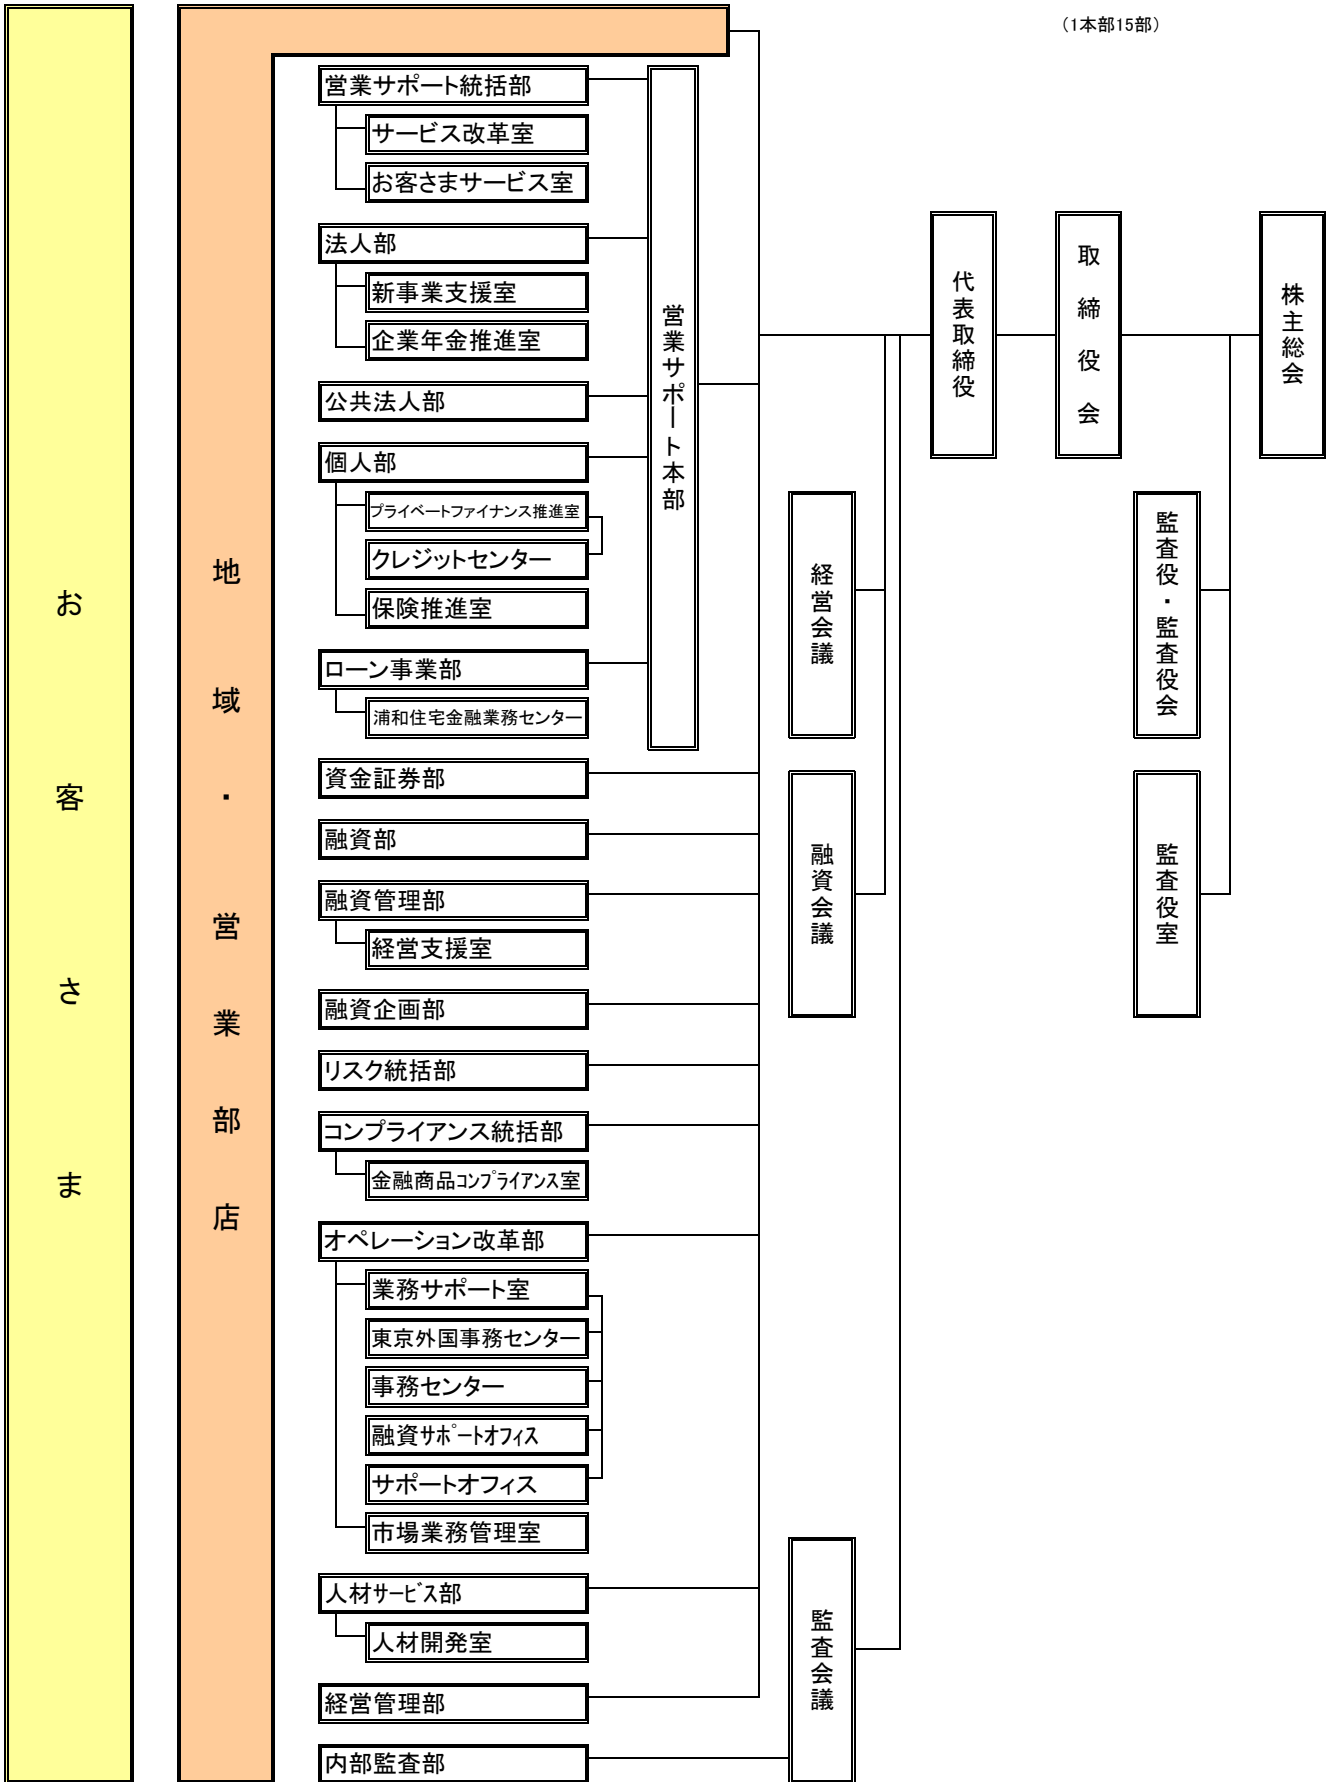 (1本部15部)
お客さま
地域・営業部店
営業サポート統括部
サービス改革室
お客さまサービス室
法人部
新事業支援室
企業年金推進室
公共法人部
個人部
プライベートファイナンス推進室
クレジットセンター
保険推進室
ローン事業部
浦和住宅金融業務センター
資金証券部
融資部
融資管理部
経営支援室
融資企画部
リスク統括部
コンプライアンス統括部
金融商品ｺﾝﾌﾟﾗｲｱﾝｽ室
オペレーション改革部
業務サポート室
東京外国事務センター
事務センター
融資ｻﾎﾟｰﾄｵﾌｨｽ
サポートオフィス
市場業務管理室
人材ｻｰﾋﾞｽ部
人材開発室
経営管理部
内部監査部
営業サポート本部
経営会議
融資会議
監査会議
代表取締役
取締役会
監査役・監査役会
監査役室
株主総会